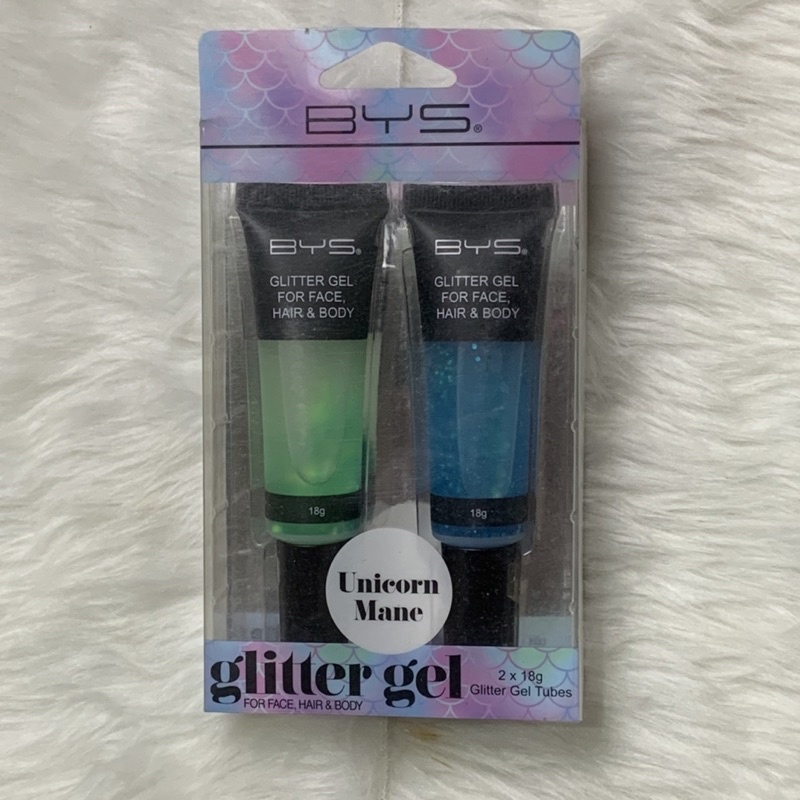 BYS®
BYS®
GLITTER GEL
FOR FACE,
HAIR & BODY
18g
BYS®
GLITTER GEL
FOR FACE,
HAIR & BODY
18g
Unicorn
Mane
glitter gel
FOR FACE, HAIR & BODY
2 x 18g
Glitter Gel Tubes